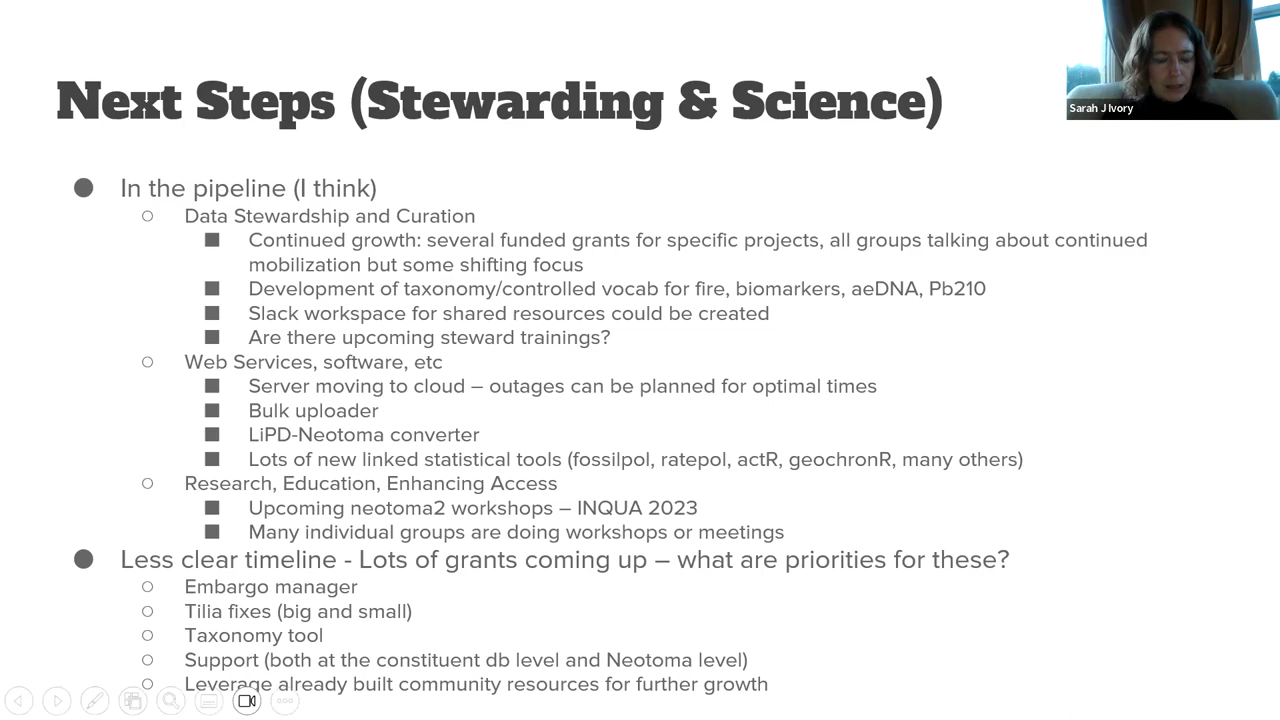 Next Steps (Stewarding & Science)
Sarah J Ivory
● In the pipeline (I think)
○ Data Stewardship and Curation
■ Continued growth: several funded grants for specific projects, all groups talking about continued
mobilization but some shifting focus
■ Development of taxonomy/controlled vocab for fire, biomarkers, aeDNA, Pb210
■ Slack workspace for shared resources could be created
■ Are there upcoming steward trainings?
○ Web Services, software, etc
■ Server moving to cloud – outages can be planned for optimal times
■ Bulk uploader
■ LiPD-Neotoma converter
■ Lots of new linked statistical tools (fossilpol, ratepol, actR, geochronR, many others)
○ Research, Education, Enhancing Access
■ Upcoming neotoma2 workshops – INQUA 2023
■ Many individual groups are doing workshops or meetings
● Less clear timeline - Lots of grants coming up – what are priorities for these?
○ Embargo manager
○ Tilia fixes (big and small)
○ Taxonomy tool
○ Support (both at the constituent db level and Neotoma level)
○ Leverage already built community resources for further growth